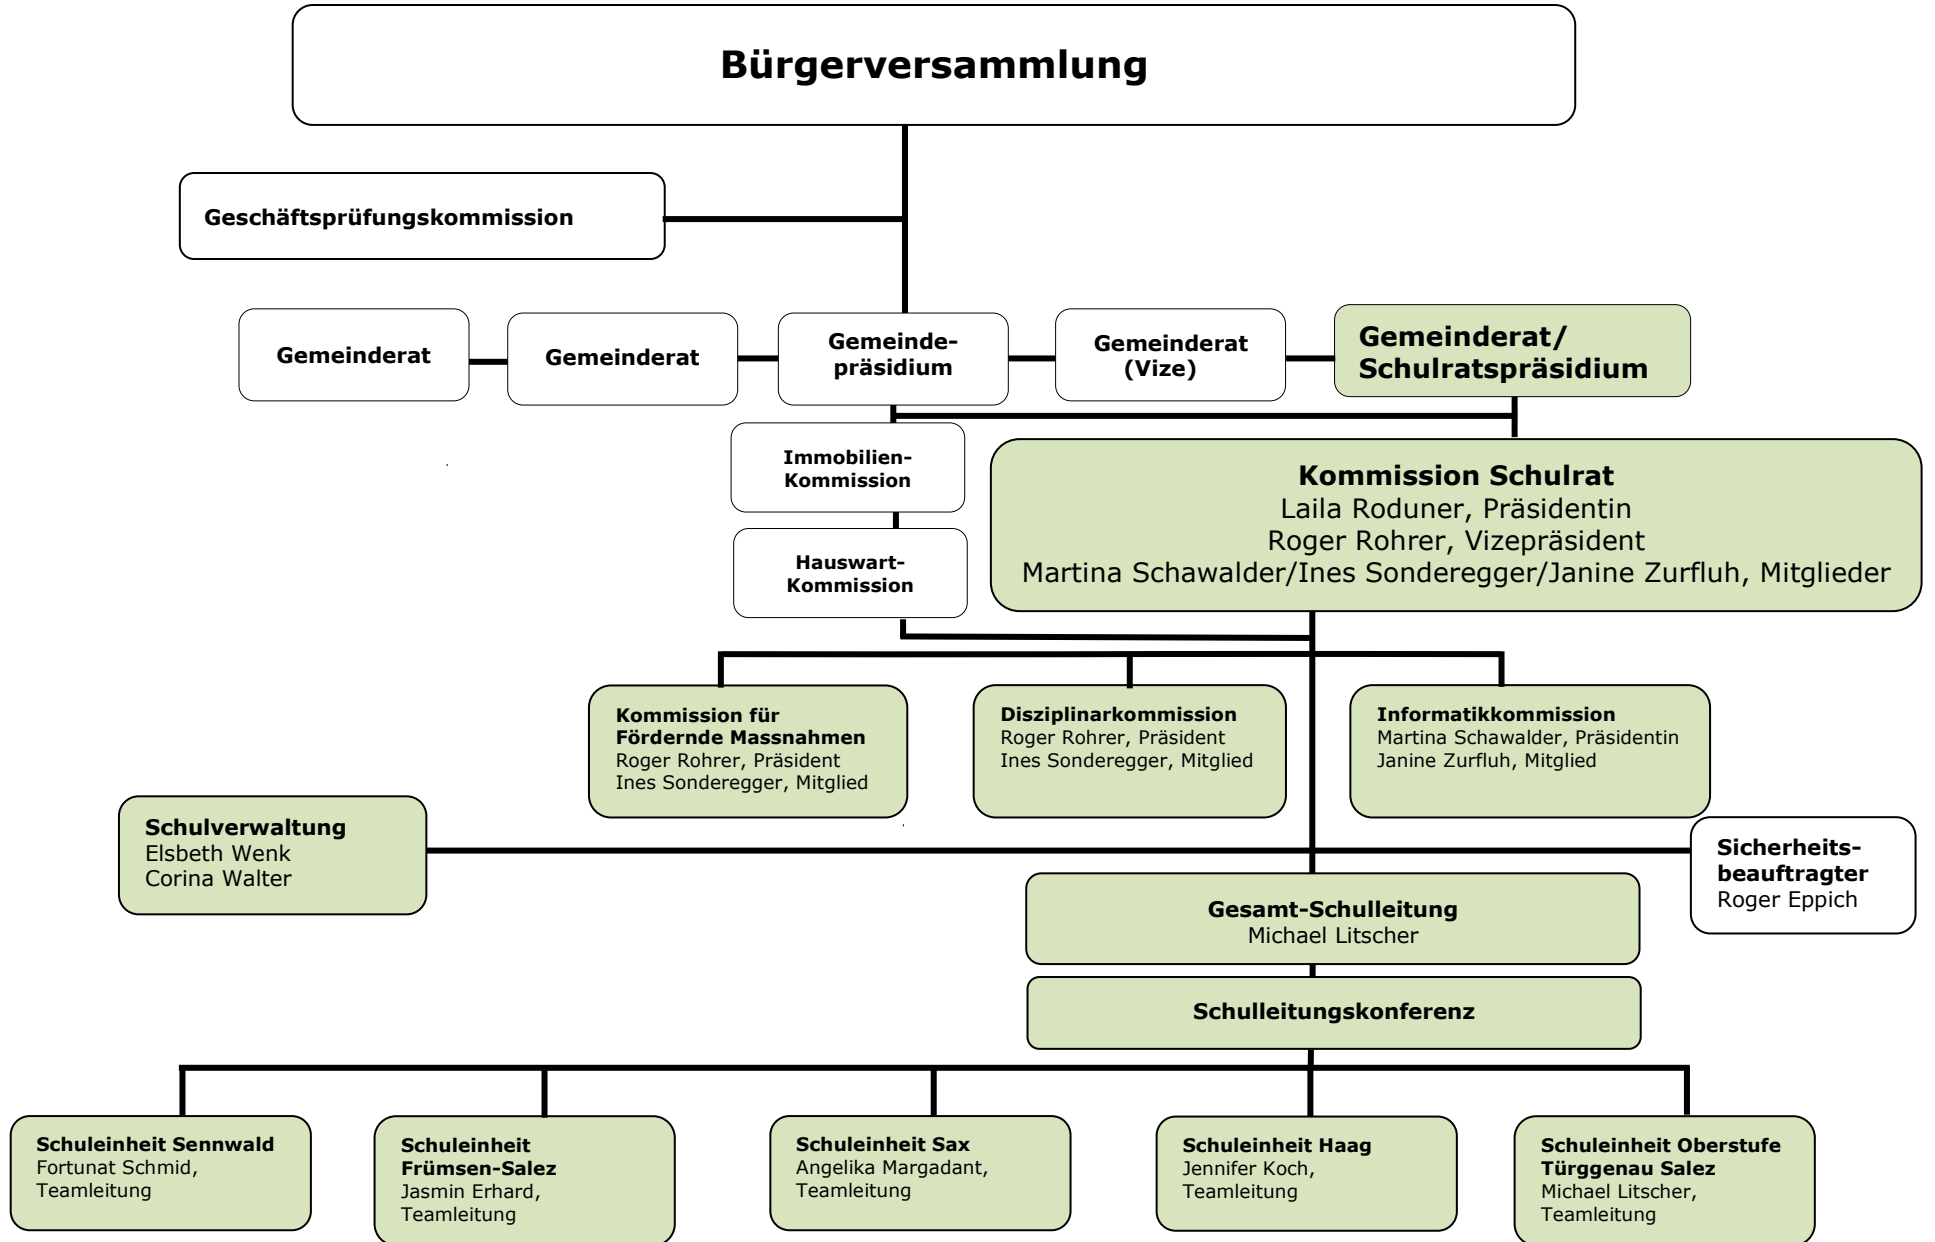 Bürgerversammlung
Geschäftsprüfungskommission
Gemeinderat
Gemeinderat
Gemeinde-
präsidium
Gemeinderat
(Vize)
Gemeinderat/
Schulratspräsidium
Immobilien-
Kommission
Hauswart-
Kommission
Kommission Schulrat
Laila Roduner, Präsidentin
Roger Rohrer, Vizepräsident
Martina Schawalder/Ines Sonderegger/Janine Zurfluh, Mitglieder
Kommission für
Fördernde Massnahmen
Roger Rohrer, Präsident
Ines Sonderegger, Mitglied
Disziplinarkommission
Roger Rohrer, Präsident
Ines Sonderegger, Mitglied
Informatikkommission
Martina Schawalder, Präsidentin
Janine Zurfluh, Mitglied
Schulverwaltung
Elsbeth Wenk
Corina Walter
Sicherheits-
beauftragter
Roger Eppich
Gesamt-Schulleitung
Michael Litscher
Schulleitungskonferenz
Schuleinheit Sennwald
Fortunat Schmid,
Teamleitung
Schuleinheit
Frümsen-Salez
Jasmin Erhard,
Teamleitung
Schuleinheit Sax
Angelika Margadant,
Teamleitung
Schuleinheit Haag
Jennifer Koch,
Teamleitung
Schuleinheit Oberstufe
Türggenau Salez
Michael Litscher,
Teamleitung